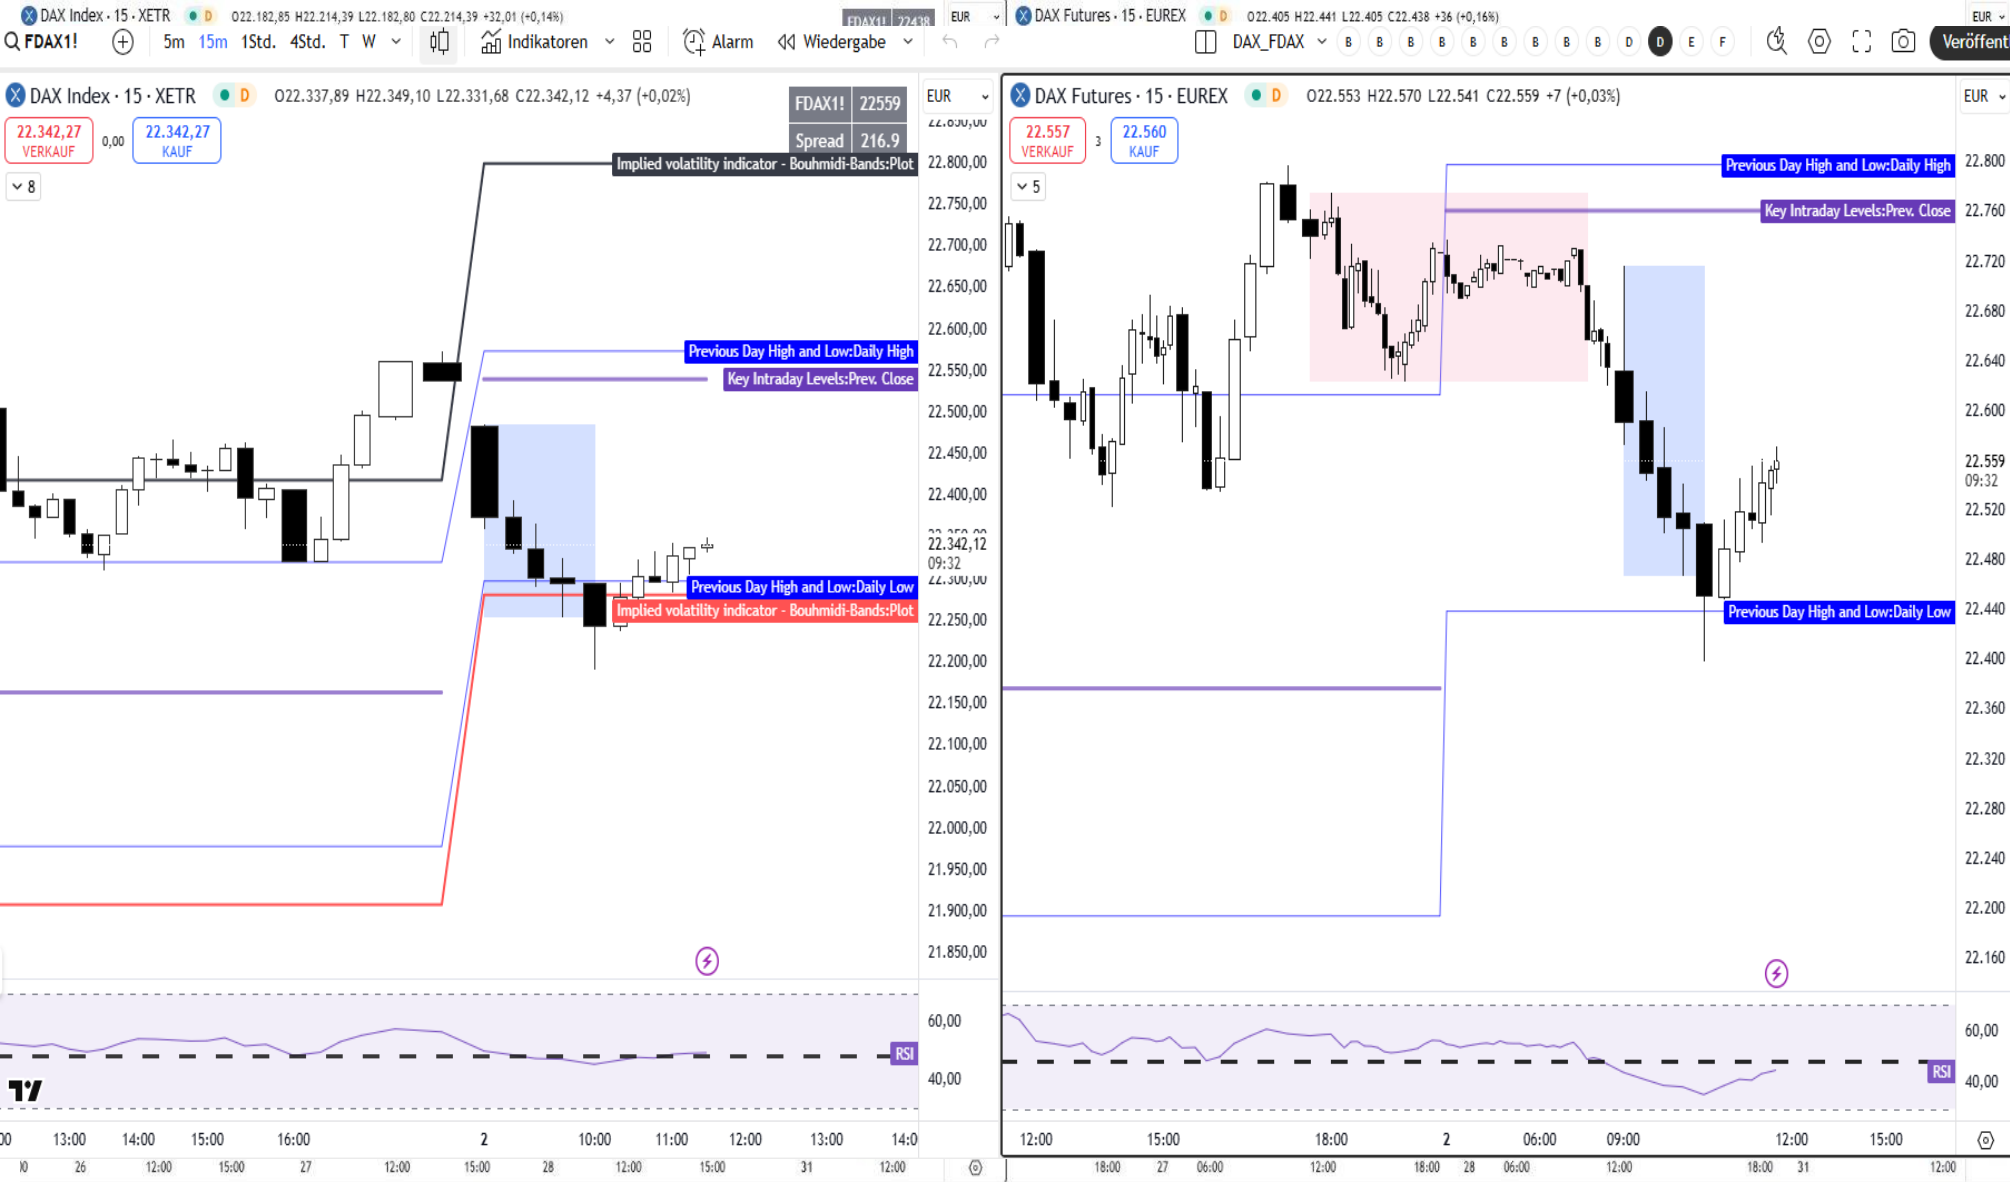 DAX Index · 15 · XETR D O22.182,85 H22.214,39 L22.182,80 C22.214,39 +32,01 (+0,14%)
FDAX1! 22438
EUR
DAX Futures · 15 · EUREX D O22.405 H22.441 L22.405 C22.438 +36 (+0,16%)
EUR
FDAX1! 5m 15m 1Std. 4Std. T W Indikatoren Alarm Wiedergabe
DAX_FDAX B B B B B B B B B D D E F Veröffent
DAX Index · 15 · XETR D O22.337,89 H22.349,10 L22.331,68 C22.342,12 +4,37 (+0,02%)
FDAX1! 22559
Spread 216.9
EUR
22.342,27
VERKAUF
0,00
22.342,27
KAUF
8
Implied volatility indicator - Bouhmidi-Bands:Plot
Previous Day High and Low:Daily High
Key Intraday Levels:Prev. Close
Previous Day High and Low:Daily Low
Implied volatility indicator - Bouhmidi-Bands:Plot
22.850,00
22.800,00
22.750,00
22.700,00
22.650,00
22.600,00
22.550,00
22.500,00
22.450,00
22.400,00
22.350,00
22.342,12
09:32
22.300,00
22.250,00
22.200,00
22.150,00
22.100,00
22.050,00
22.000,00
21.950,00
21.900,00
21.850,00
60,00
RSI
40,00
00 13:00 14:00 15:00 16:00 2 10:00 11:00 12:00 13:00 14:0
26 12:00 15:00 27 12:00 15:00 28 12:00 15:00 31 12:00
DAX Futures · 15 · EUREX D O22.553 H22.570 L22.541 C22.559 +7 (+0,03%)
EUR
22.557
VERKAUF
3
22.560
KAUF
5
Previous Day High and Low:Daily High
Key Intraday Levels:Prev. Close
Previous Day High and Low:Daily Low
22.800
22.760
22.720
22.680
22.640
22.600
22.559
09:32
22.520
22.480
22.440
22.400
22.360
22.320
22.280
22.240
22.200
22.160
60,00
RSI
40,00
12:00 15:00 18:00 2 06:00 09:00 12:00 15:00
18:00 27 06:00 12:00 18:00 28 06:00 12:00 18:00 31 12:00